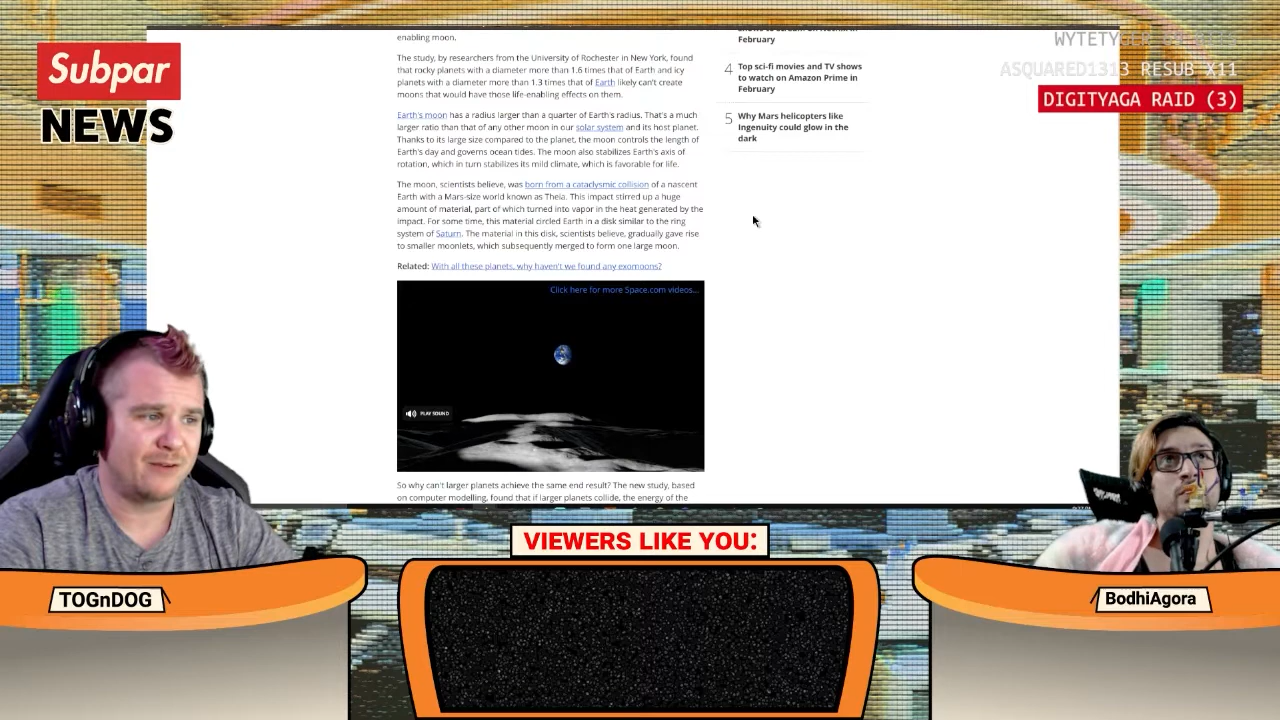 Subpar
NEWS
WYTETY
ASQUARED1313 RESUB X11
DIGITYAGA RAID (3)
enabling moon.
The study, by researchers from the University of Rochester in New York, found
that rocky planets with a diameter more than 1.6 times that of Earth and icy
planets with a diameter more than 1.3 times that of Earth likely can't create
moons that would have those life-enabling effects on them.
Earth's moon has a radius larger than a quarter of Earth's radius. That's a much
larger ratio than that of any other moon in our solar system and its host planet.
Thanks to its large size compared to the planet, the moon controls the length of
Earth's day and governs ocean tides. The moon also stabilizes Earth's axis of
rotation, which in turn stabilizes its mild climate, which is favorable for life.
The moon, scientists believe, was born from a cataclysmic collision of a nascent
Earth with a Mars-size world known as Theia. This impact stirred up a huge
amount of material, part of which turned into vapor in the heat generated by the
impact. For some time, this material circled Earth in a disk similar to the ring
system of Saturn. The material in this disk, scientists believe, gradually gave rise
to smaller moonlets, which subsequently merged to form one large moon.
Related: With all these planets, why haven't we found any exomoons?
Click here for more Space.com videos...
PLAY SOUND
So why can't larger planets achieve the same end result? The new study, based
on computer modelling, found that if larger planets collide, the energy of the
February
4 Top sci-fi movies and TV shows
to watch on Amazon Prime in
February
5 Why Mars helicopters like
Ingenuity could glow in the
dark
VIEWERS LIKE YOU:
TOGnDOG
BodhiAgora